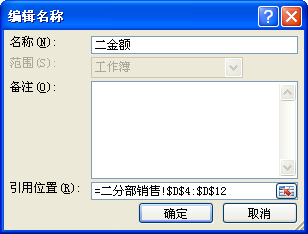 编辑名称
名称(N): 二金额
范围(S): 工作簿
备注(O):
引用位置(R): =二分部销售!$D$4:$D$12
确定 取消